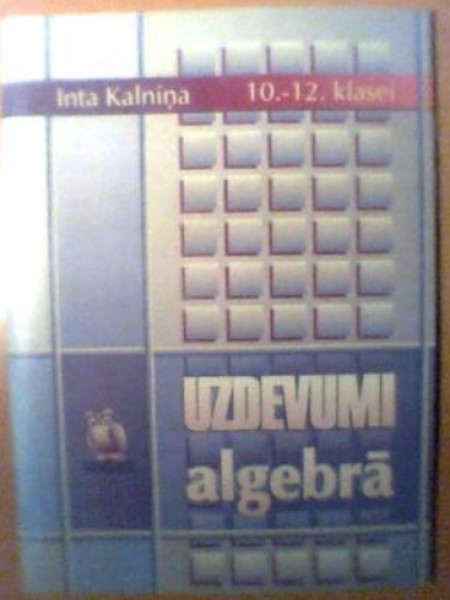 Inta Kalniņa 10.-12. klasei
UZDEVUMI
algebrā